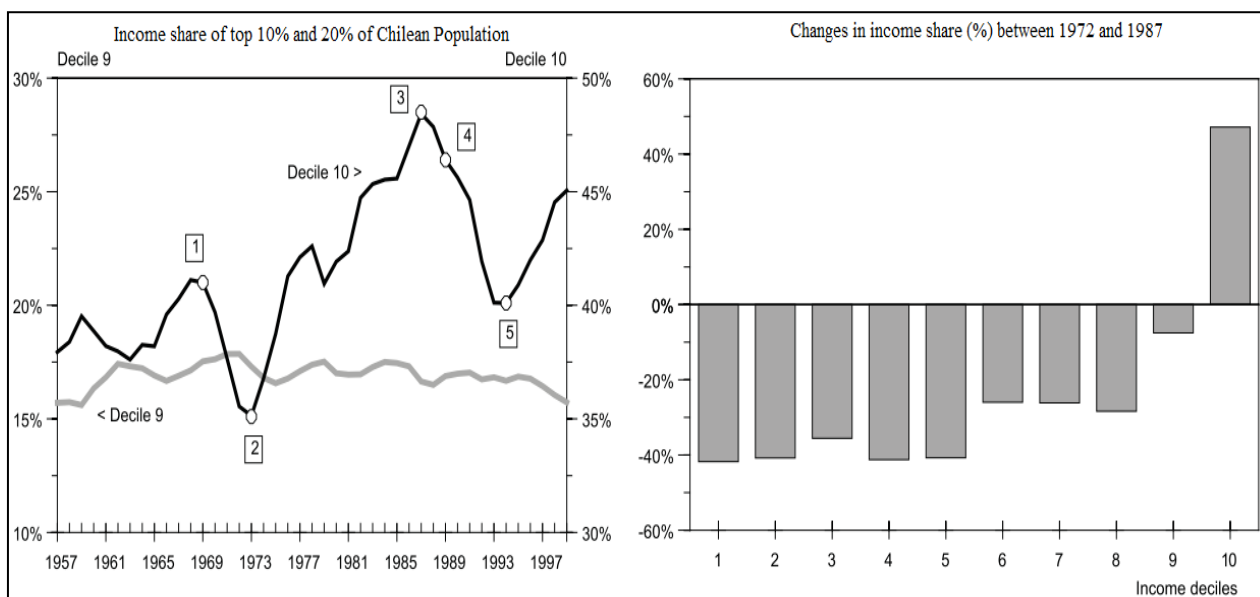 Income share of top 10% and 20% of Chilean Population
Decile 9
Decile 10
30%
25%
20%
15%
10%
50%
45%
40%
35%
30%
1
2
3
4
5
Decile 10 >
< Decile 9
1957 1961 1965 1969 1973 1977 1981 1985 1989 1993 1997
Changes in income share (%) between 1972 and 1987
60%
40%
20%
0%
-20%
-40%
-60%
1 2 3 4 5 6 7 8 9 10
Income deciles